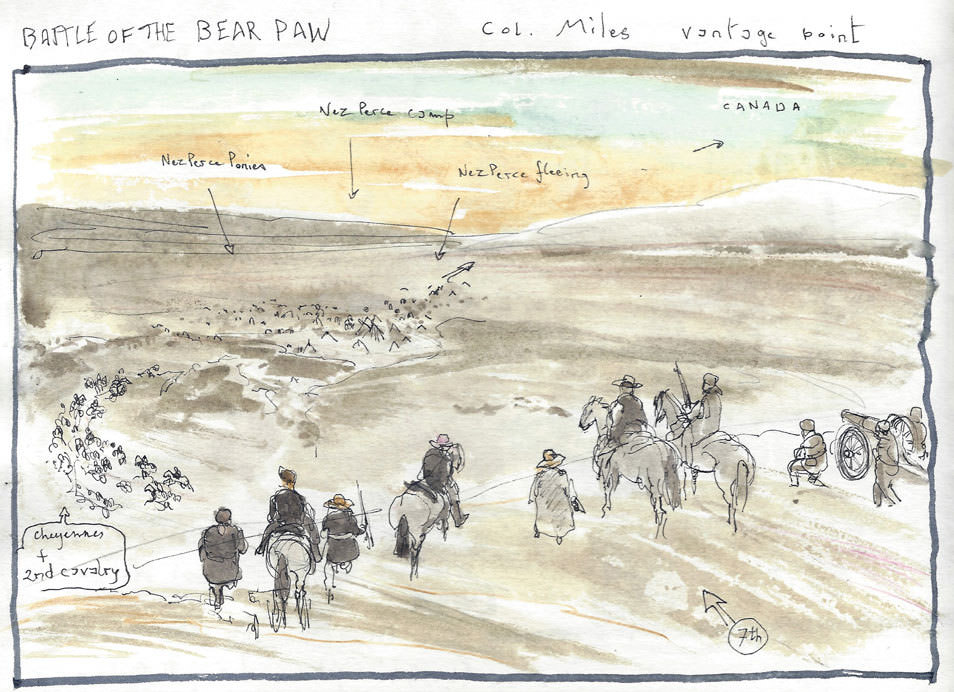 BATTLE OF THE BEAR PAW
Col. Miles vantage point
CANADA
Nez Perce camp
Nez Perce Ponies
Nez Perce fleeing
Cheyennes
+
2nd cavalry
7th